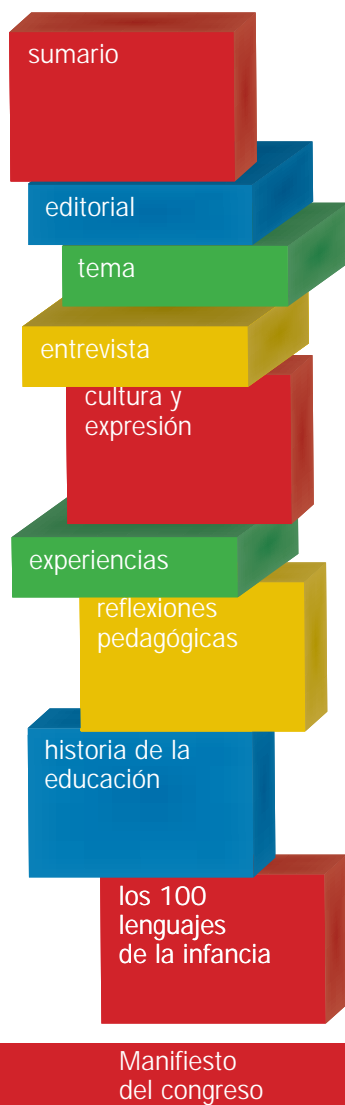 sumario
editorial
tema
entrevista
cultura y
expresión
experiencias
reflexiones
pedagógicas
historia de la
educación
los 100
lenguajes
de la infancia
Manifiesto
del congreso